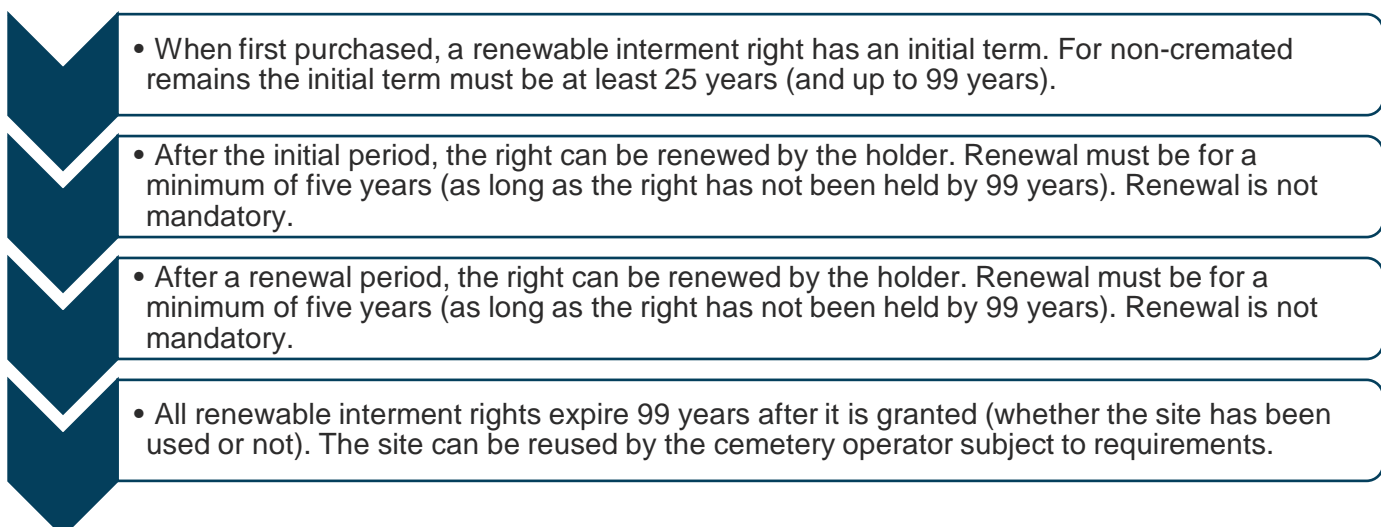 • When first purchased, a renewable interment right has an initial term. For non-cremated
remains the initial term must be at least 25 years (and up to 99 years).
• After the initial period, the right can be renewed by the holder. Renewal must be for a
minimum of five years (as long as the right has not been held by 99 years). Renewal is not
mandatory.
• After a renewal period, the right can be renewed by the holder. Renewal must be for a
minimum of five years (as long as the right has not been held by 99 years). Renewal is not
mandatory.
• All renewable interment rights expire 99 years after it is granted (whether the site has been
used or not). The site can be reused by the cemetery operator subject to requirements.